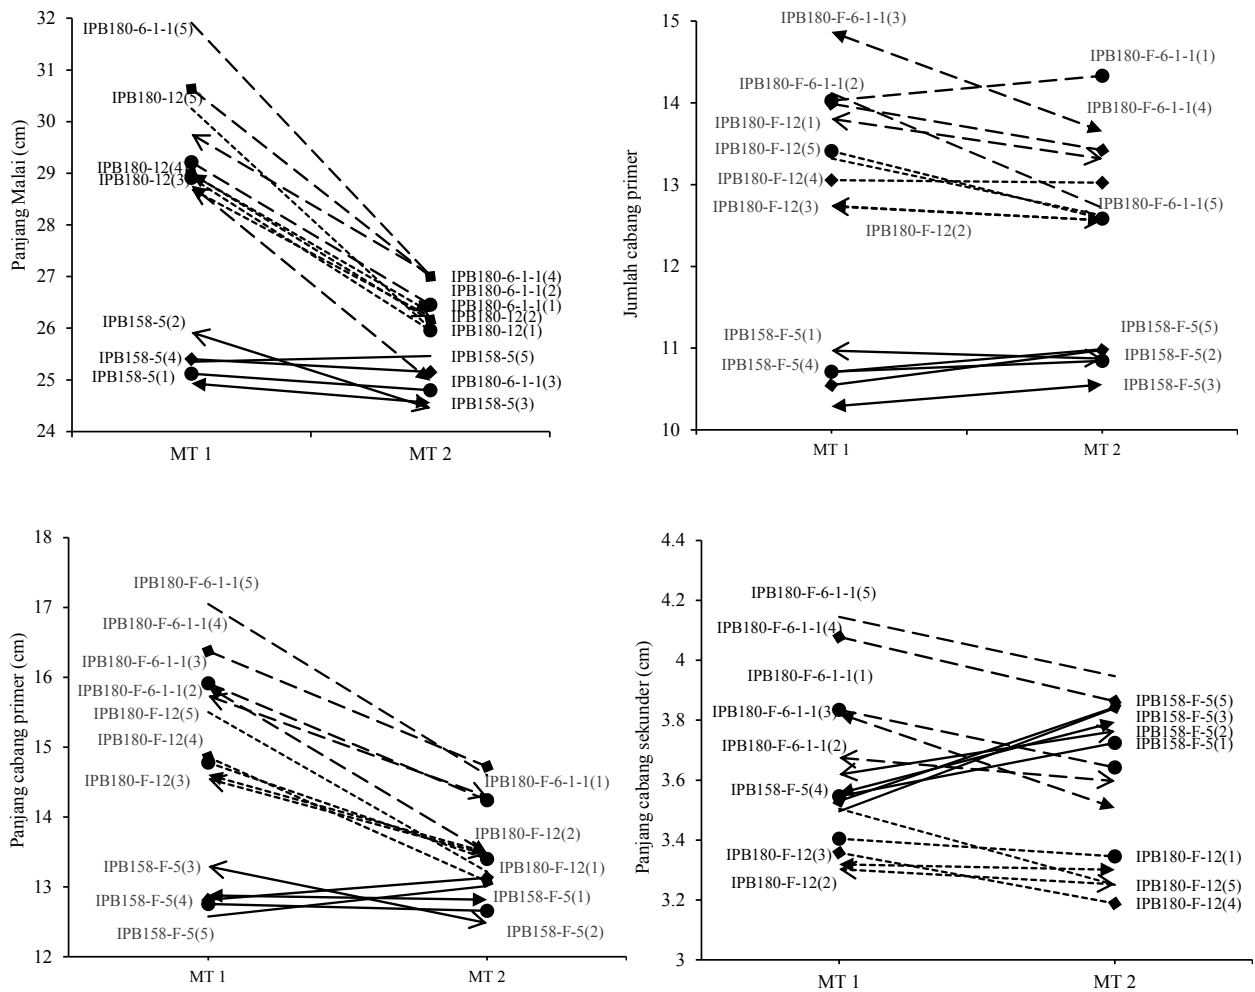 Panjang Malai (cm)
32
31
30
29
28
27
26
25
24
IPB180-6-1-1(5)
IPB180-12(5)
IPB180-12(4)
IPB180-12(3)
IPB158-5(2)
IPB158-5(4)
IPB158-5(1)
IPB180-6-1-1(4)
IPB180-6-1-1(2)
IPB180-6-1-1(1)
IPB180-12(2)
IPB180-12(1)
IPB158-5(5)
IPB180-6-1-1(3)
IPB158-5(3)
MT 1
MT 2
Jumlah cabang primer
15
14
13
12
11
10
IPB180-F-6-1-1(3)
IPB180-F-6-1-1(1)
IPB180-F-6-1-1(2)
IPB180-F-6-1-1(4)
IPB180-F-12(1)
IPB180-F-12(5)
IPB180-F-12(4)
IPB180-F-12(3)
IPB180-F-6-1-1(5)
IPB180-F-12(2)
IPB158-F-5(1)
IPB158-F-5(4)
IPB158-F-5(5)
IPB158-F-5(2)
IPB158-F-5(3)
MT 1
MT 2
Panjang cabang primer (cm)
18
17
16
15
14
13
12
IPB180-F-6-1-1(5)
IPB180-F-6-1-1(4)
IPB180-F-6-1-1(3)
IPB180-F-6-1-1(2)
IPB180-F-12(5)
IPB180-F-12(4)
IPB180-F-12(3)
IPB158-F-5(3)
IPB158-F-5(4)
IPB158-F-5(5)
IPB180-F-6-1-1(1)
IPB180-F-12(2)
IPB180-F-12(1)
IPB158-F-5(1)
IPB158-F-5(2)
MT 1
MT 2
Panjang cabang sekunder (cm)
4.4
4.2
4
3.8
3.6
3.4
3.2
3
IPB180-F-6-1-1(5)
IPB180-F-6-1-1(4)
IPB180-F-6-1-1(1)
IPB180-F-6-1-1(3)
IPB180-F-6-1-1(2)
IPB158-F-5(4)
IPB180-F-12(3)
IPB180-F-12(2)
IPB158-F-5(5)
IPB158-F-5(3)
IPB158-F-5(2)
IPB158-F-5(1)
IPB180-F-12(1)
IPB180-F-12(5)
IPB180-F-12(4)
MT 1
MT 2